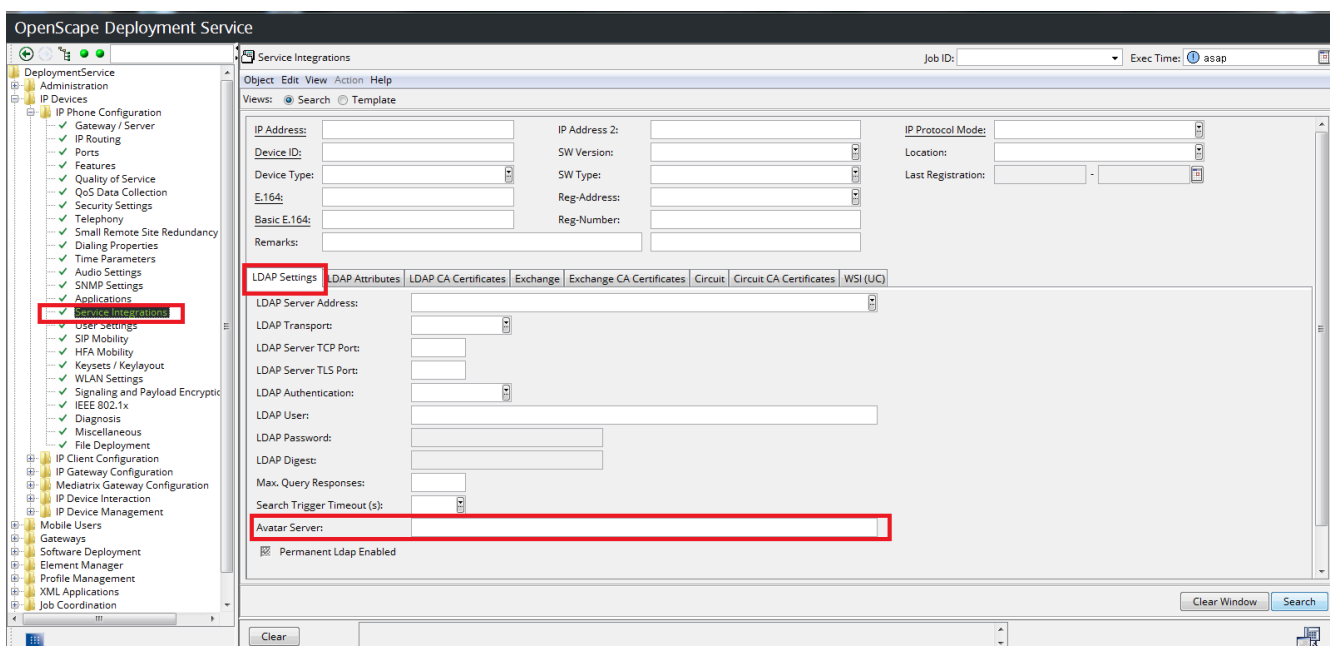 OpenScape Deployment Service
DeploymentService
Administration
IP Devices
IP Phone Configuration
Gateway / Server
IP Routing
Ports
Features
Quality of Service
QoS Data Collection
Security Settings
Telephony
Small Remote Site Redundancy
Dialing Properties
Time Parameters
Audio Settings
SNMP Settings
Applications
Service Integrations
User Settings
SIP Mobility
HFA Mobility
Keysets / Keylayout
WLAN Settings
Signaling and Payload Encryptic
IEEE 802.1x
Diagnosis
Miscellaneous
File Deployment
IP Client Configuration
IP Gateway Configuration
Mediatrix Gateway Configuration
IP Device Interaction
IP Device Management
Mobile Users
Gateways
Software Deployment
Element Manager
Profile Management
XML Applications
Job Coordination
Service Integrations Job ID: Exec Time: asap
Object Edit View Action Help
Views: Search Template
IP Address: IP Address 2: IP Protocol Mode:
Device ID: SW Version: Location:
Device Type: SW Type: Last Registration: -
E.164: Reg-Address:
Basic E.164: Reg-Number:
Remarks:
LDAP Settings LDAP Attributes LDAP CA Certificates Exchange Exchange CA Certificates Circuit Circuit CA Certificates WSI (UC)
LDAP Server Address:
LDAP Transport:
LDAP Server TCP Port:
LDAP Server TLS Port:
LDAP Authentication:
LDAP User:
LDAP Password:
LDAP Digest:
Max. Query Responses:
Search Trigger Timeout (s):
Avatar Server:
Permanent Ldap Enabled
Clear Window Search
Clear